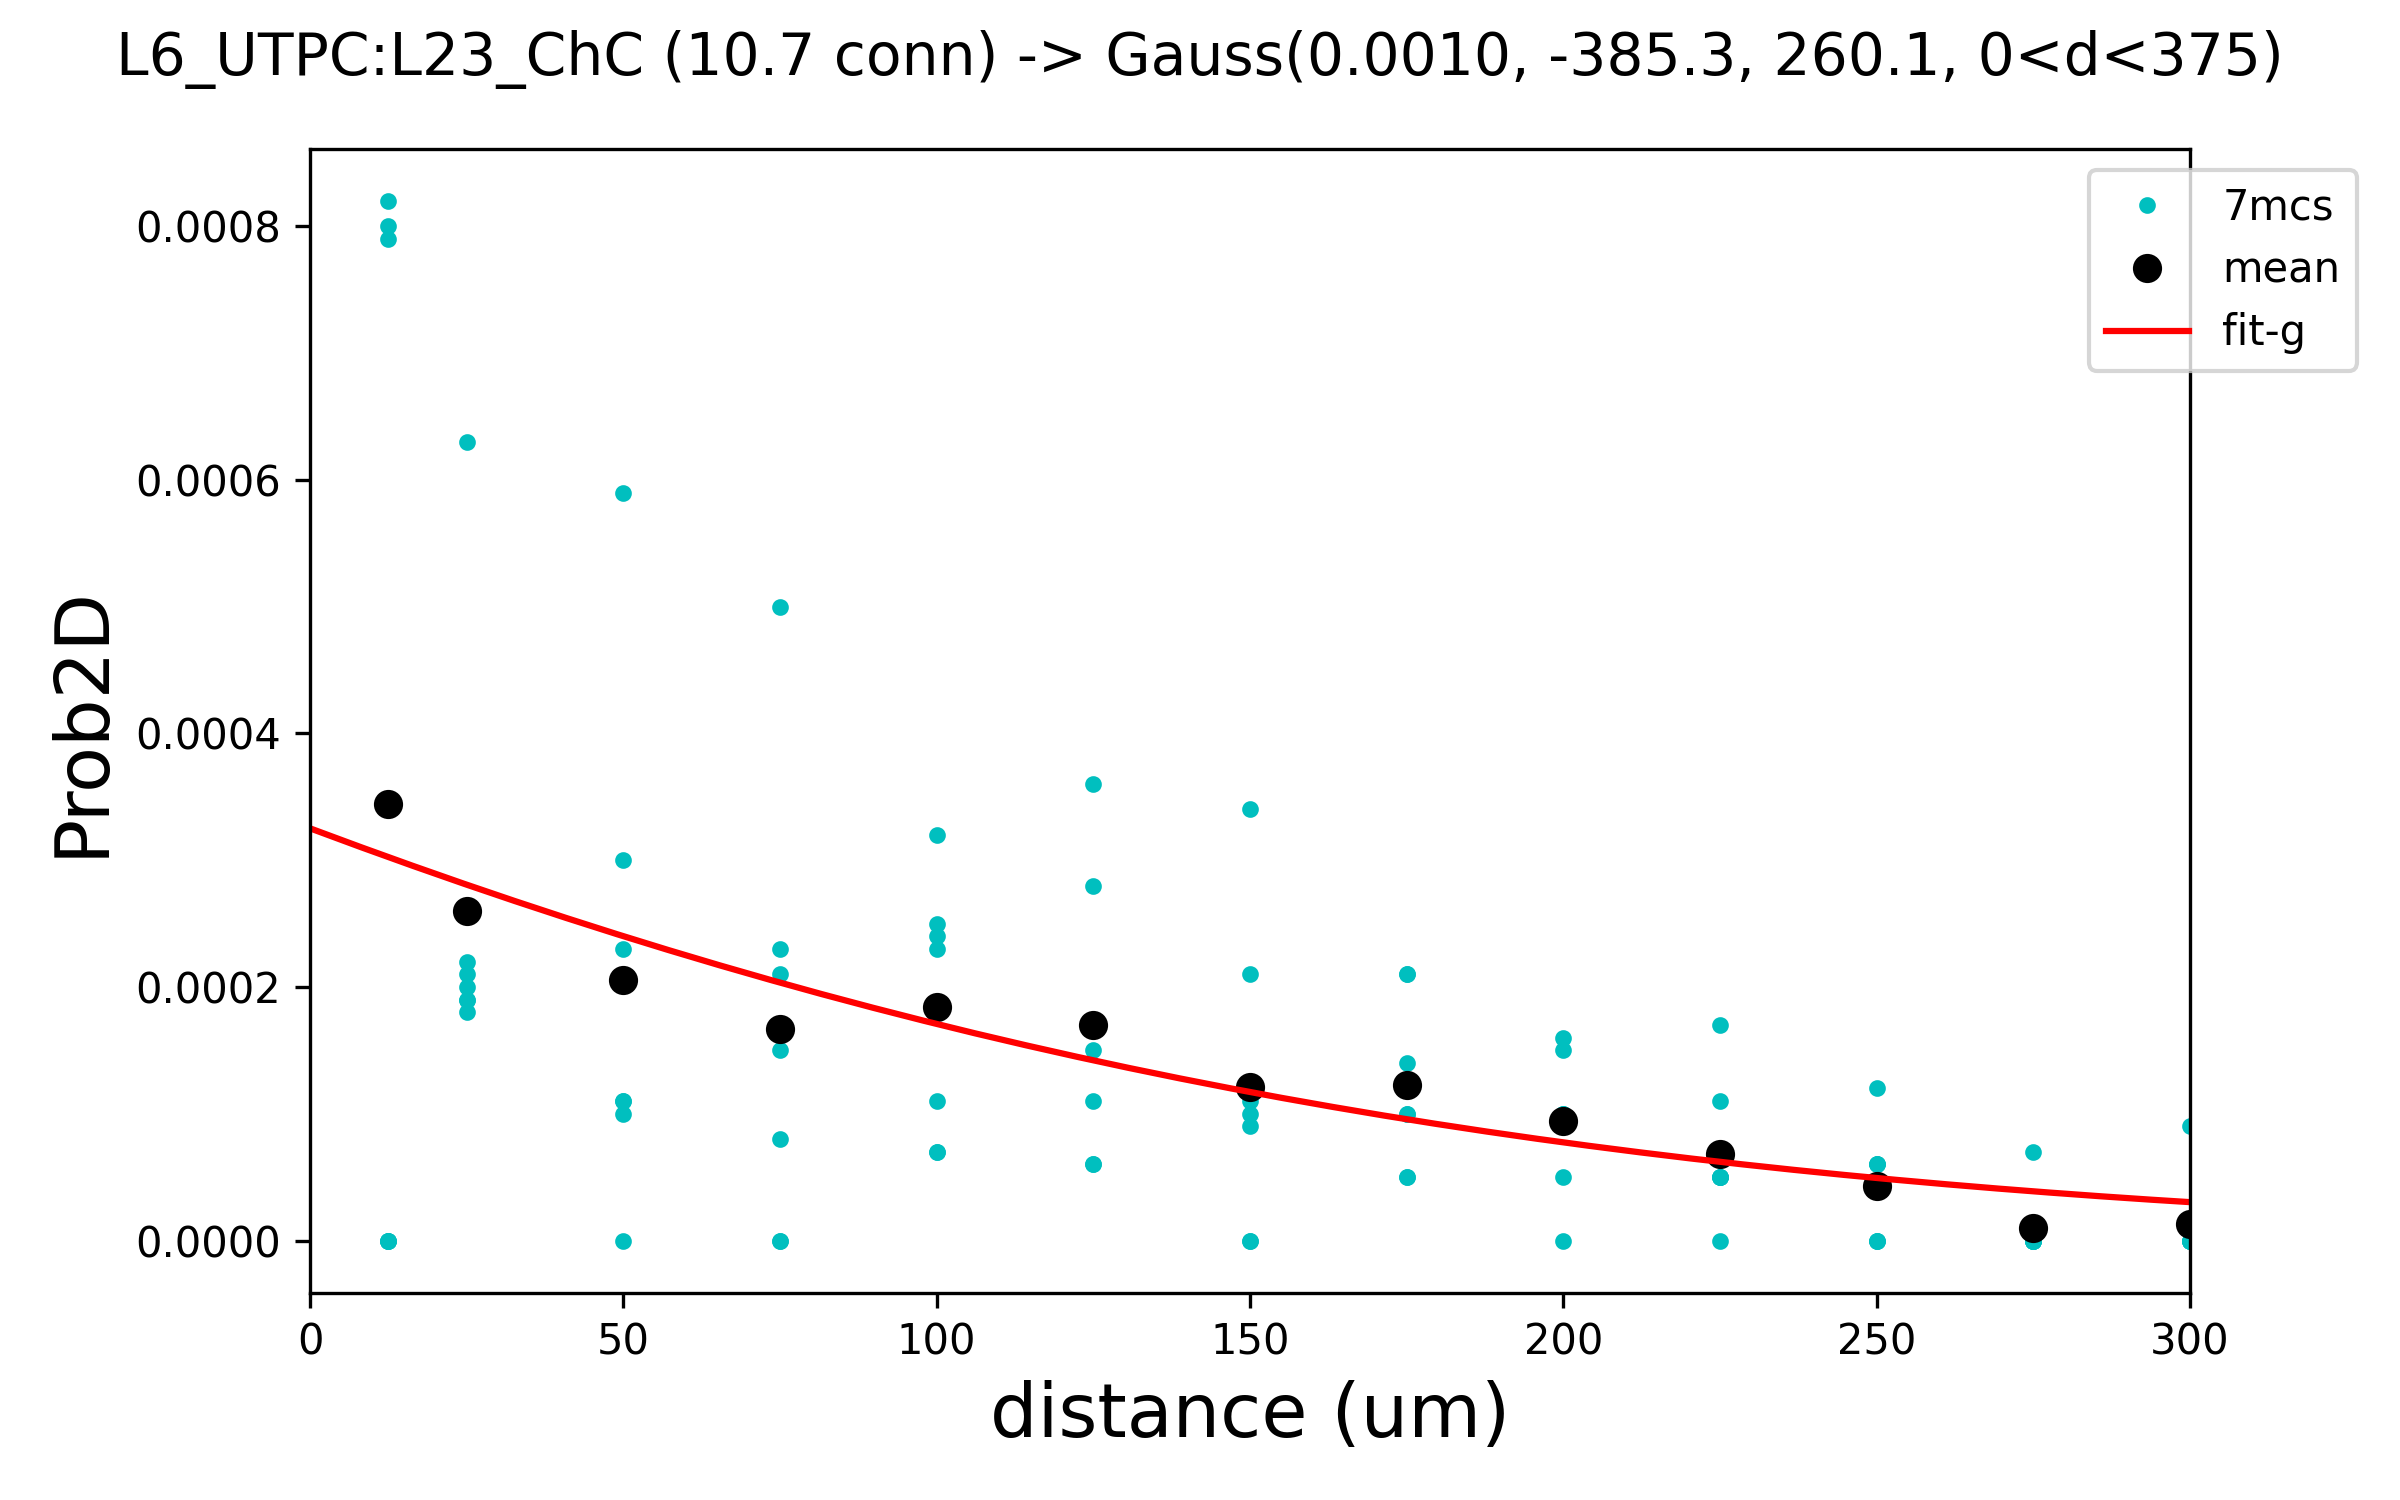 L6_UTPC:L23_ChC (10.7 conn) -> Gauss(0.0010, -385.3, 260.1, 0<d<375)
7mcs
mean
fit-g
Prob2D
0.0008
0.0006
0.0004
0.0002
0.0000
0 50 100 150 200 250 300
distance (um)